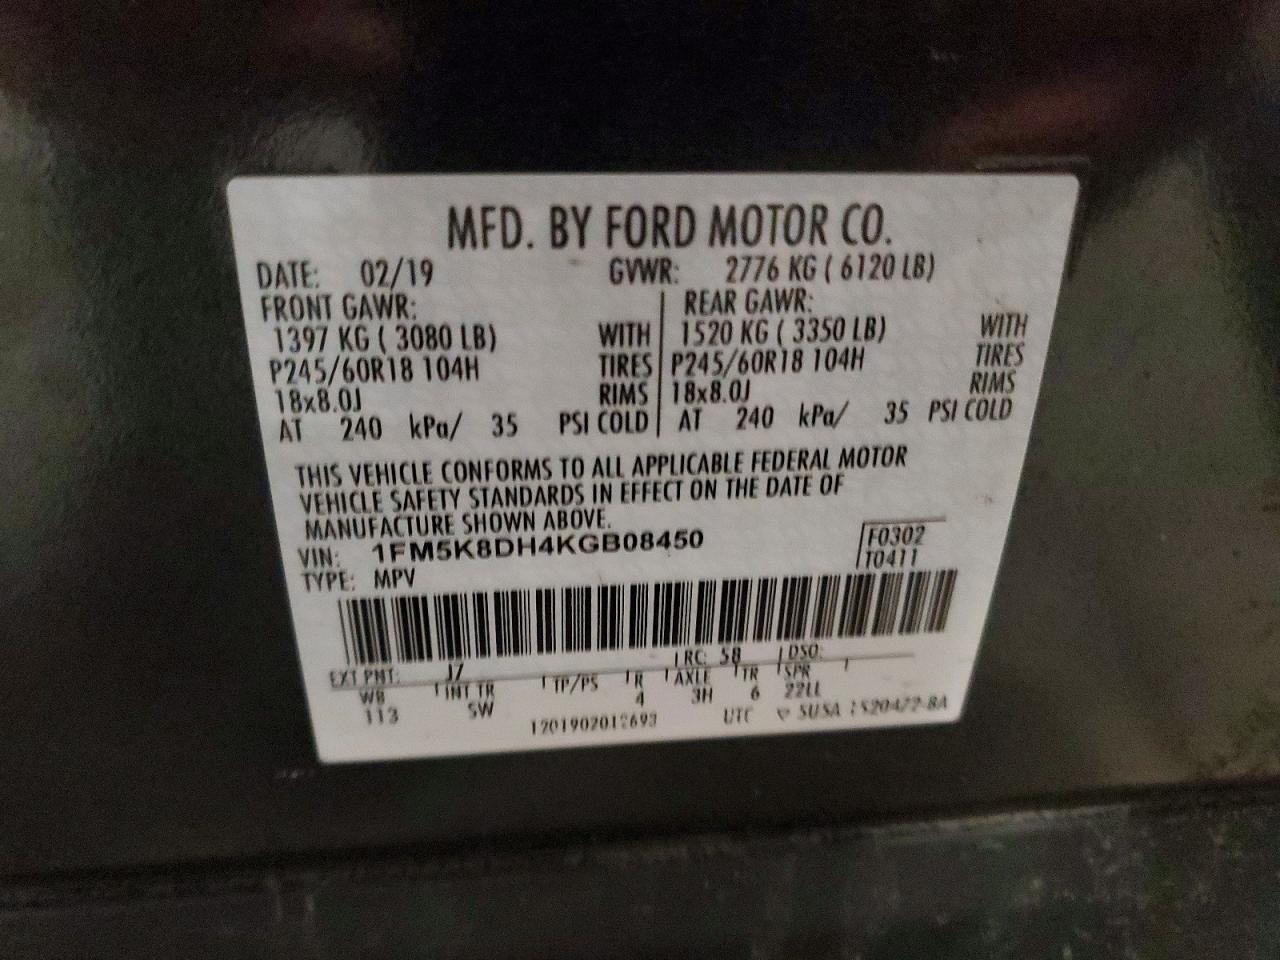 MFD. BY FORD MOTOR CO.
DATE: 02/19 GVWR: 2776 KG ( 6120 LB)
FRONT GAWR: REAR GAWR:
1397 KG ( 3080 LB) WITH 1520 KG ( 3350 LB) WITH
P245/60R18 104H TIRES P245/60R18 104H TIRES
18x8.0J RIMS 18x8.0J RIMS
AT 240 kPa/ 35 PSI COLD AT 240 kPa/ 35 PSI COLD
THIS VEHICLE CONFORMS TO ALL APPLICABLE FEDERAL MOTOR
VEHICLE SAFETY STANDARDS IN EFFECT ON THE DATE OF
MANUFACTURE SHOWN ABOVE.
VIN: 1FM5K8DH4KGB08450 F0302
TYPE: MPV T0411
EXT PNT: J7 RC: 58 DSO:
WB INT TR TP/PS R AXLE TR SPR
113 5W 4 3H 6 22LL
UTC SUSA